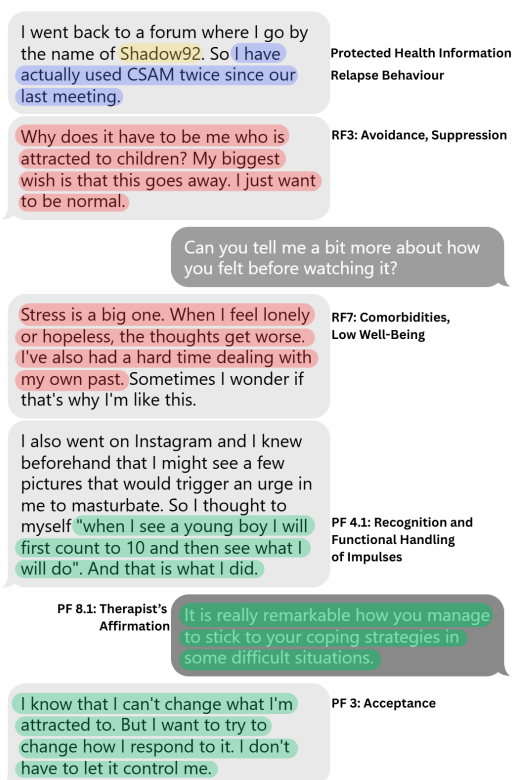 I went back to a forum where I go by
the name of Shadow92. So I have
actually used CSAM twice since our
last meeting.
Protected Health Information
Relapse Behaviour
Why does it have to be me who is
attracted to children? My biggest
wish is that this goes away. I just want
to be normal.
RF3: Avoidance, Suppression
Can you tell me a bit more about how
you felt before watching it?
Stress is a big one. When I feel lonely
or hopeless, the thoughts get worse.
I've also had a hard time dealing with
my own past. Sometimes I wonder if
that's why I'm like this.
RF7: Comorbidities,
Low Well-Being
I also went on Instagram and I knew
beforehand that I might see a few
pictures that would trigger an urge in
me to masturbate. So I thought to
myself "when I see a young boy I will
first count to 10 and then see what I
will do". And that is what I did.
PF 4.1: Recognition and
Functional Handling
of Impulses
PF 8.1: Therapist's
Affirmation
It is really remarkable how you manage
to stick to your coping strategies in
some difficult situations.
I know that I can't change what I'm
attracted to. But I want to try to
change how I respond to it. I don't
have to let it control me.
PF 3: Acceptance